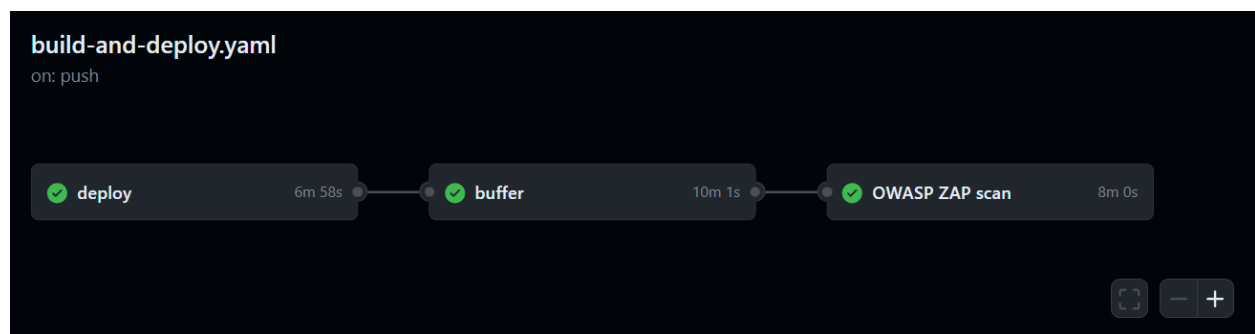 build-and-deploy.yaml
on: push
deploy 6m 58s
buffer 10m 1s
OWASP ZAP scan 8m 0s